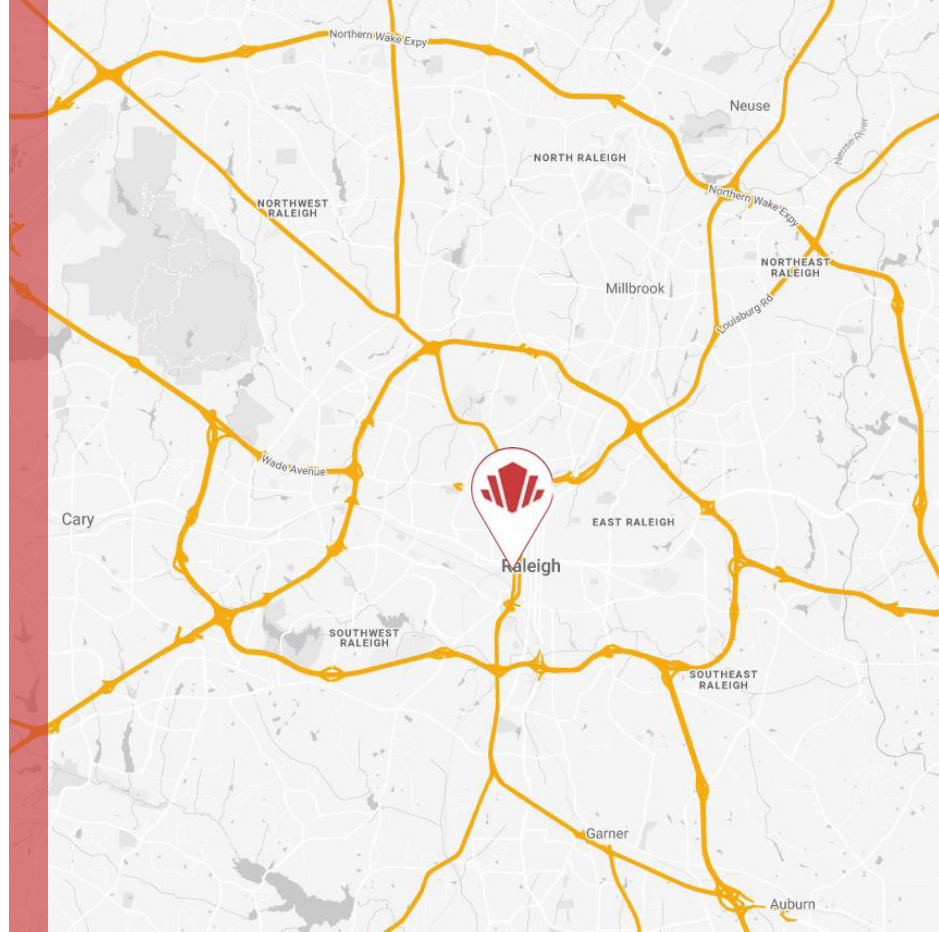 Northern Wake Expy
Neuse
Neuse River
NORTH RALEIGH
Northern Wake Expy
NORTHWEST
RALEIGH
NORTHEAST
RALEIGH
Millbrook
Louisburg Rd
Wade Avenue
Cary
EAST RALEIGH
Raleigh
SOUTHWEST
RALEIGH
SOUTHEAST
RALEIGH
Garner
Auburn